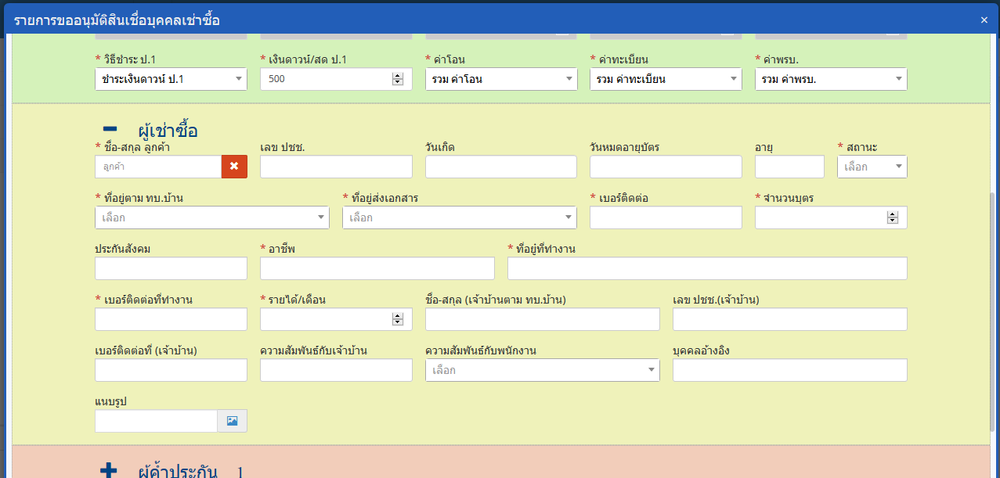 รายการขออนุมัติสินเชื่อบุคคลเช่าซื้อ ×
* วิธีชำระ ป.1 * เงินดาวน์/สด ป.1 * ค่าโอน * ค่าทะเบียน * ค่าพรบ.
ชำระเงินดาวน์ ป.1 500 รวม ค่าโอน รวม ค่าทะเบียน รวม ค่าพรบ.
ผู้เช่าซื้อ
* ชื่อ-สกุล ลูกค้า เลข ปชช. วันเกิด วันหมดอายุบัตร อายุ * สถานะ
ลูกค้า เลือก
* ที่อยู่ตาม ทบ.บ้าน * ที่อยู่ส่งเอกสาร * เบอร์ติดต่อ * จำนวนบุตร
เลือก เลือก
ประกันสังคม * อาชีพ * ที่อยู่ที่ทำงาน
* เบอร์ติดต่อที่ทำงาน * รายได้/เดือน ชื่อ-สกุล (เจ้าบ้านตาม ทบ.บ้าน) เลข ปชช.(เจ้าบ้าน)
เบอร์ติดต่อที่ (เจ้าบ้าน) ความสัมพันธ์กับเจ้าบ้าน ความสัมพันธ์กับพนักงาน บุคคลอ้างอิง
เลือก
แนบรูป
ผู้ค้ำประกัน 1